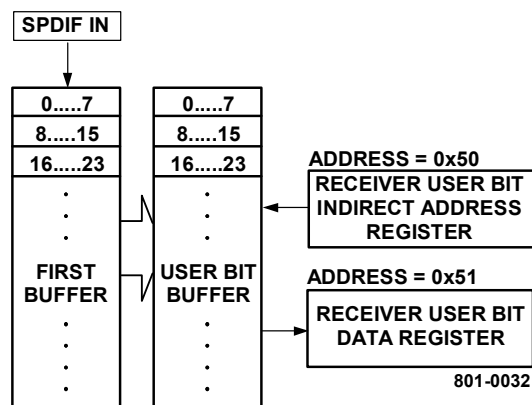 SPDIF IN
0.....7
8.....15
16.....23
FIRST
BUFFER
0.....7
8.....15
16.....23
USER BIT
BUFFER
ADDRESS = 0x50
RECEIVER USER BIT
INDIRECT ADDRESS
REGISTER
ADDRESS = 0x51
RECEIVER USER BIT
DATA REGISTER
801-0032